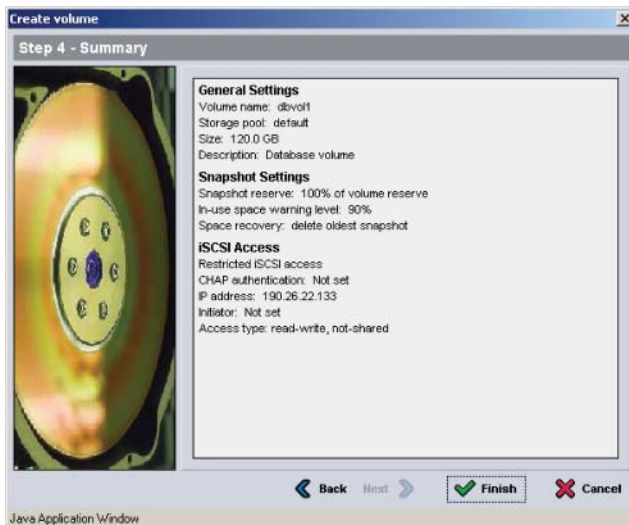 Create volume
Step 4 - Summary
General Settings
Volume name: dbvol1
Storage pool: default
Size: 120.0 GB
Description: Database volume
Snapshot Settings
Snapshot reserve: 100% of volume reserve
In-use space warning level: 90%
Space recovery: delete oldest snapshot
iSCSI Access
Restricted iSCSI access
CHAP authentication: Not set
IP address: 190.26.22.133
Initiator: Not set
Access type: read-write, not-shared
Back Next Finish Cancel
Java Application Window